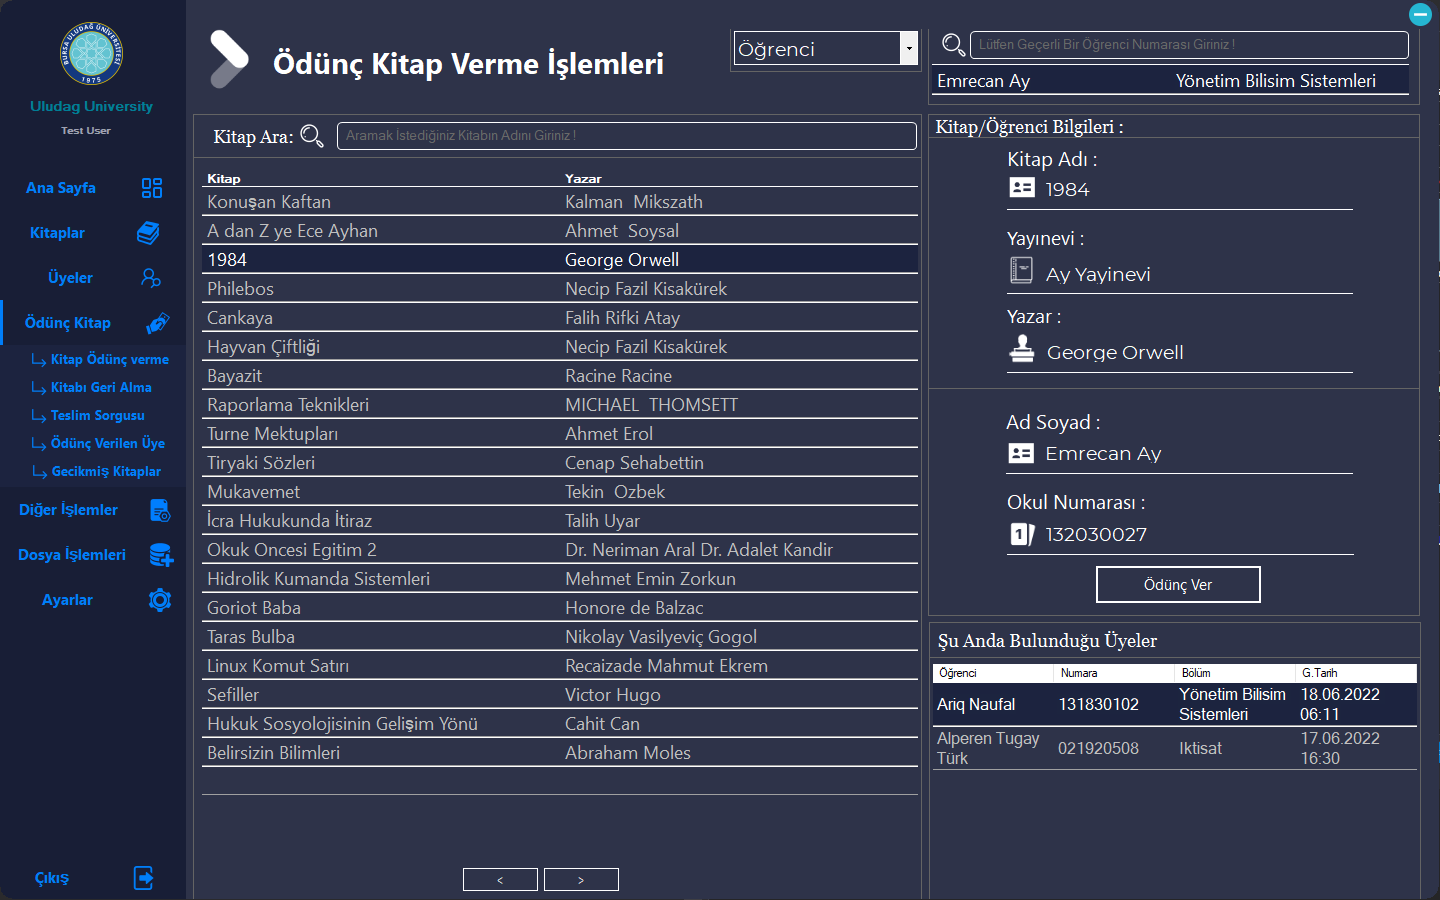 BURSA ULUDAĞ ÜNİVERSİTESİ
1975
Uludag University
Test User
Ana Sayfa
Kitaplar
Üyeler
Ödünç Kitap
Kitap Ödünç verme
Kitabı Geri Alma
Teslim Sorgusu
Ödünç Verilen Üye
Gecikmiş Kitaplar
Diğer İşlemler
Dosya İşlemleri
Ayarlar
Çıkış
Ödünç Kitap Verme İşlemleri
Öğrenci
Lütfen Geçerli Bir Öğrenci Numarası Giriniz !
Emrecan Ay Yönetim Bilisim Sistemleri
Kitap Ara: Aramak İstediğiniz Kitabın Adını Giriniz !
Kitap Yazar
Konuşan Kaftan Kalman  Mikszath
A dan Z ye Ece Ayhan Ahmet  Soysal
1984 George Orwell
Philebos Necip Fazil Kisakürek
Cankaya Falih Rifki Atay
Hayvan Çiftliği Necip Fazil Kisakürek
Bayazit Racine Racine
Raporlama Teknikleri MICHAEL  THOMSETT
Turne Mektupları Ahmet Erol
Tiryaki Sözleri Cenap Sehabettin
Mukavemet Tekin  Ozbek
İcra Hukukunda İtiraz Talih Uyar
Okuk Oncesi Egitim 2 Dr. Neriman Aral Dr. Adalet Kandir
Hidrolik Kumanda Sistemleri Mehmet Emin Zorkun
Goriot Baba Honore de Balzac
Taras Bulba Nikolay Vasilyeviç Gogol
Linux Komut Satırı Recaizade Mahmut Ekrem
Sefiller Victor Hugo
Hukuk Sosyolojisinin Gelişim Yönü Cahit Can
Belirsizin Bilimleri Abraham Moles
< >
Kitap/Öğrenci Bilgileri :
Kitap Adı :
1984
Yayınevi :
Ay Yayinevi
Yazar :
George Orwell
Ad Soyad :
Emrecan Ay
Okul Numarası :
1 132030027
Ödünç Ver
Şu Anda Bulunduğu Üyeler
Öğrenci Numara Bölüm G.Tarih
Ariq Naufal 131830102 Yönetim Bilisim Sistemleri 18.06.2022 06:11
Alperen Tugay Türk 021920508 Iktisat 17.06.2022 16:30